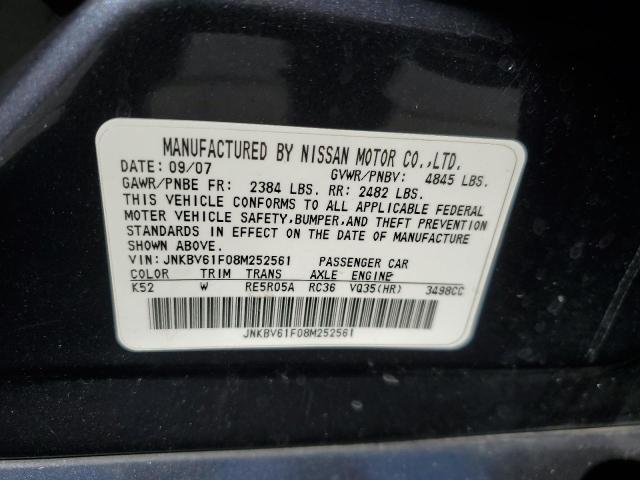 MANUFACTURED BY NISSAN MOTOR CO.,LTD.
DATE: 09/07 GVWR/PNBV: 4845 LBS.
GAWR/PNBE FR: 2384 LBS. RR: 2482 LBS.
THIS VEHICLE CONFORMS TO ALL APPLICABLE FEDERAL
MOTOR VEHICLE SAFETY,BUMPER,AND THEFT PREVENTION
STANDARDS IN EFFECT ON THE DATE OF MANUFACTURE
SHOWN ABOVE.
VIN: JNKBV61F08M252561 PASSENGER CAR
COLOR TRIM TRANS AXLE ENGINE
K52 W RE5R05A RC36 VQ35(HR) 3498CC
JNKBV61F08M252561